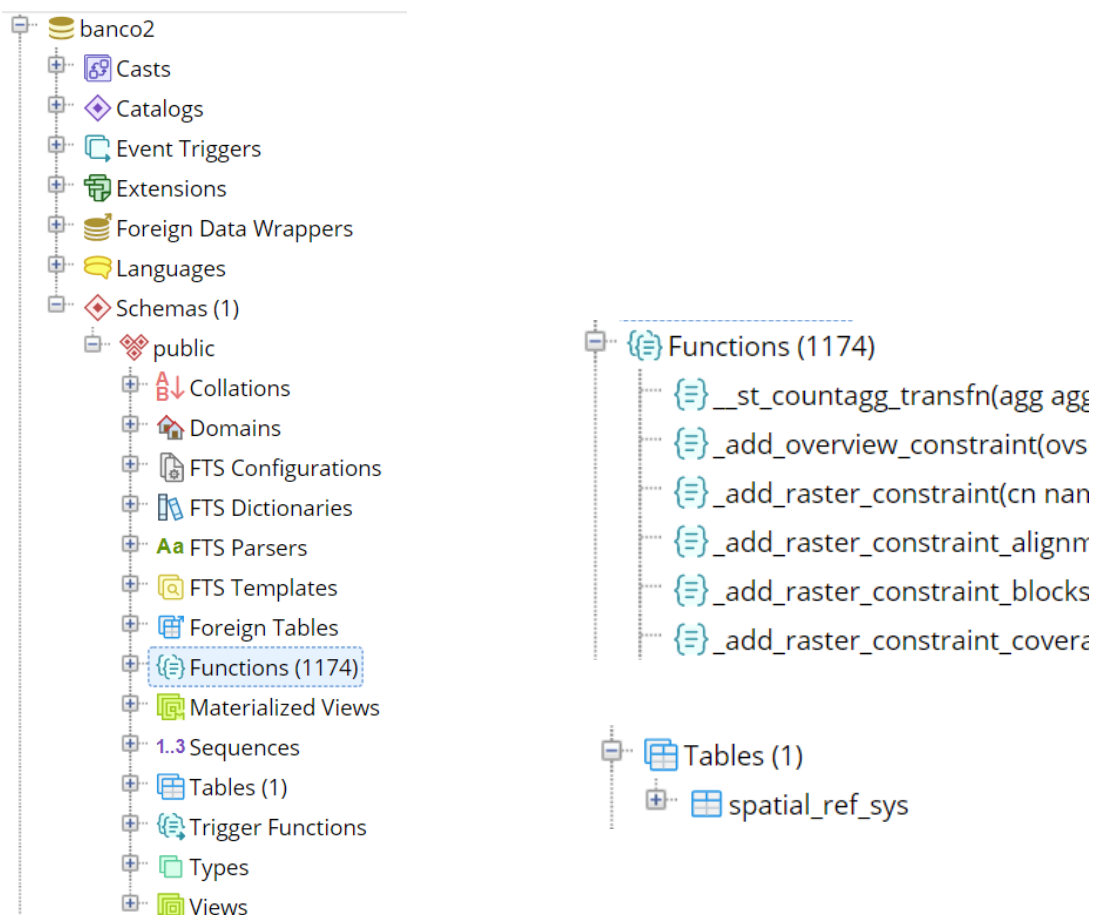 banco2
Casts
Catalogs
Event Triggers
Extensions
Foreign Data Wrappers
Languages
Schemas (1)
public
Collations
Domains
FTS Configurations
FTS Dictionaries
Aa FTS Parsers
FTS Templates
Foreign Tables
Functions (1174)
Materialized Views
1..3 Sequences
Tables (1)
Trigger Functions
Types
Views
Functions (1174)
__st_countagg_transfn(agg agg
_add_overview_constraint(ovs
_add_raster_constraint(cn nam
_add_raster_constraint_alignm
_add_raster_constraint_blocks
_add_raster_constraint_covera
Tables (1)
spatial_ref_sys